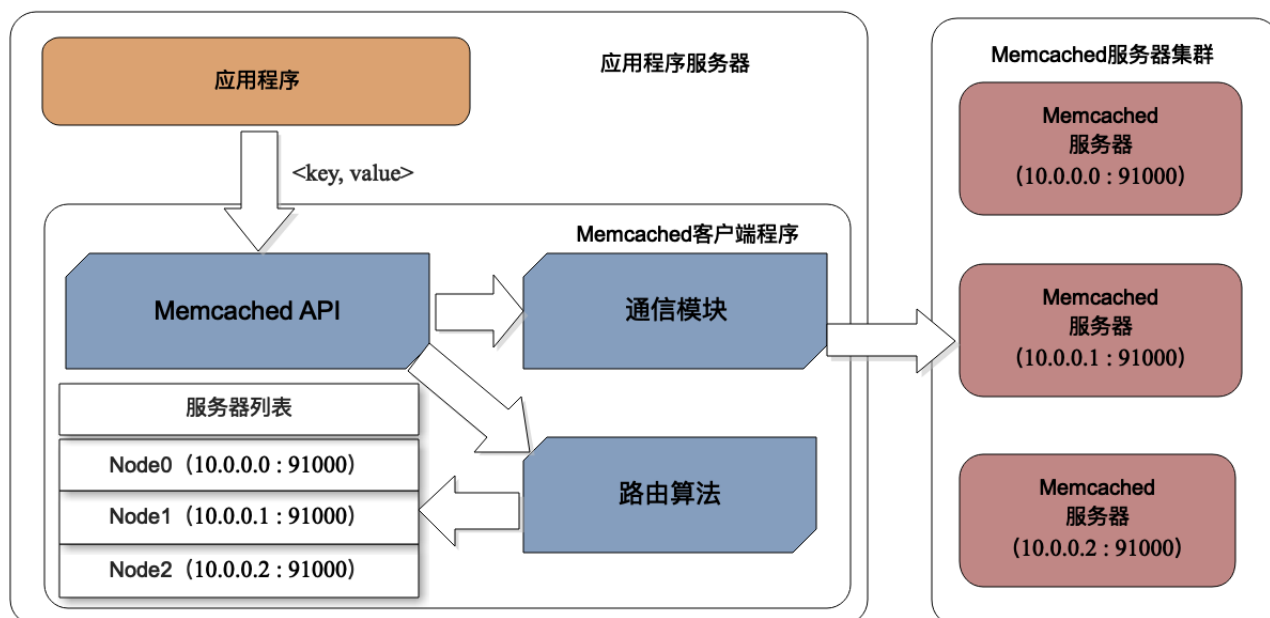 应用程序服务器
应用程序
<key, value>
Memcached客户端程序
Memcached API
通信模块
服务器列表
Node0（10.0.0.0 : 91000）
Node1（10.0.0.1 : 91000）
Node2（10.0.0.2 : 91000）
路由算法
Memcached服务器集群
Memcached
服务器
（10.0.0.0 : 91000）
Memcached
服务器
（10.0.0.1 : 91000）
Memcached
服务器
（10.0.0.2 : 91000）